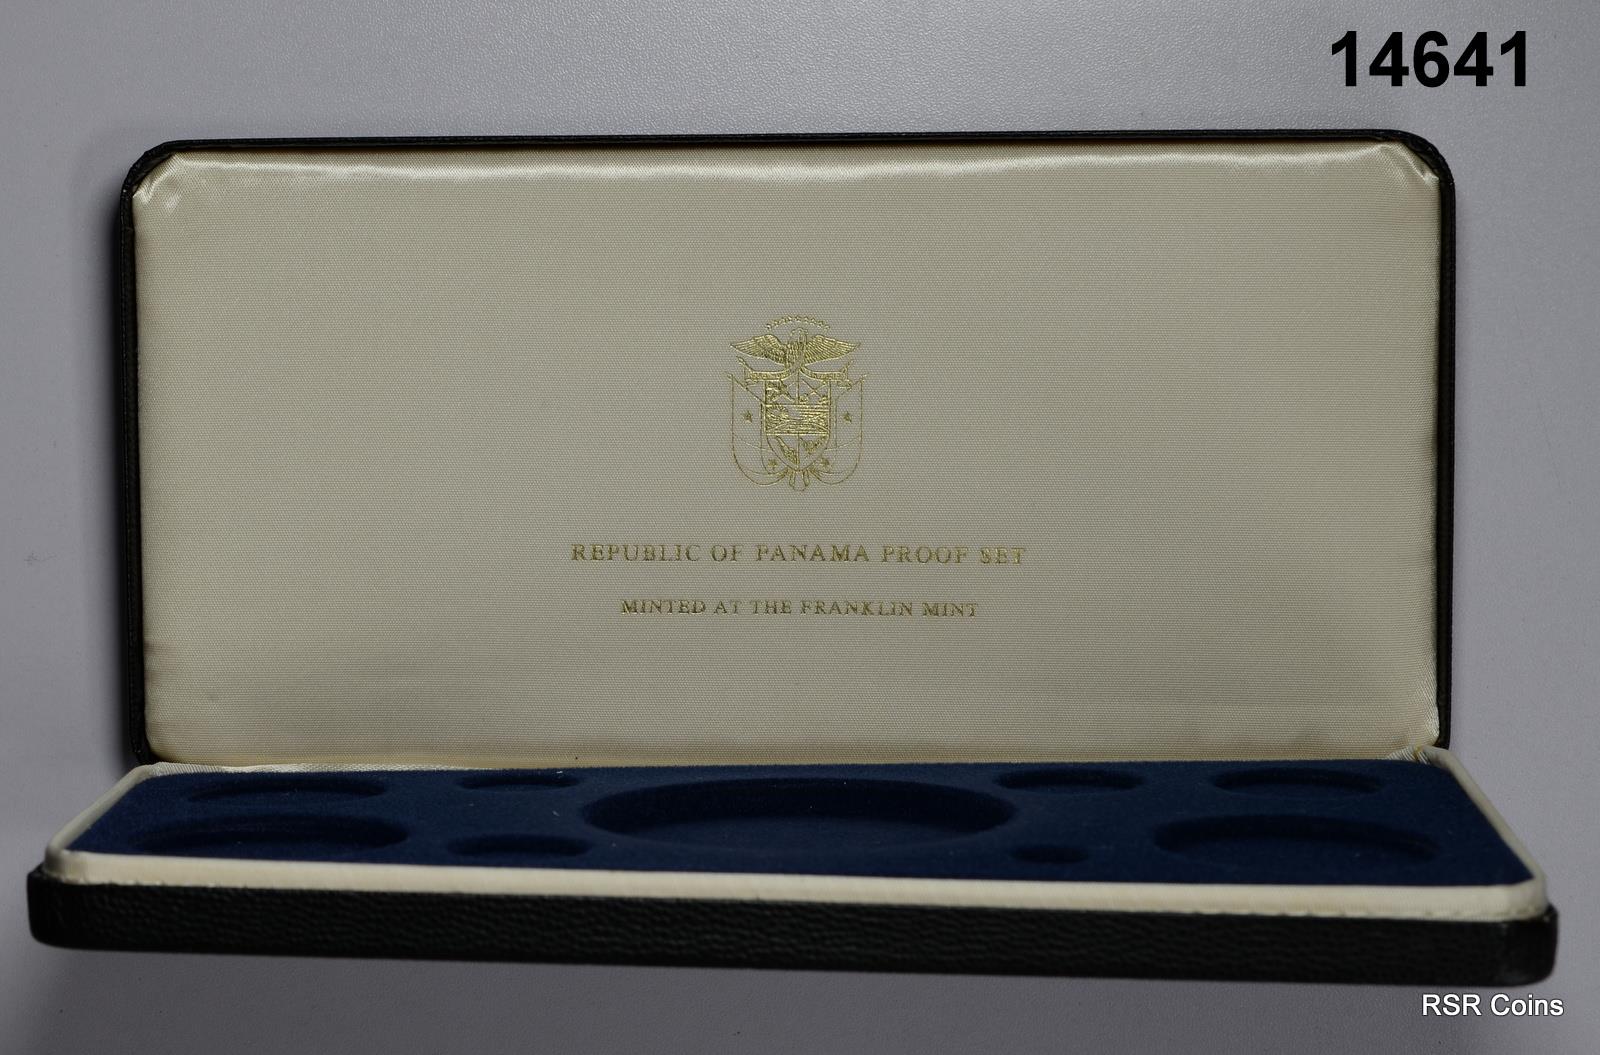 14641
REPUBLIC OF PANAMA PROOF SET
MINTED AT THE FRANKLIN MINT
RSR Coins